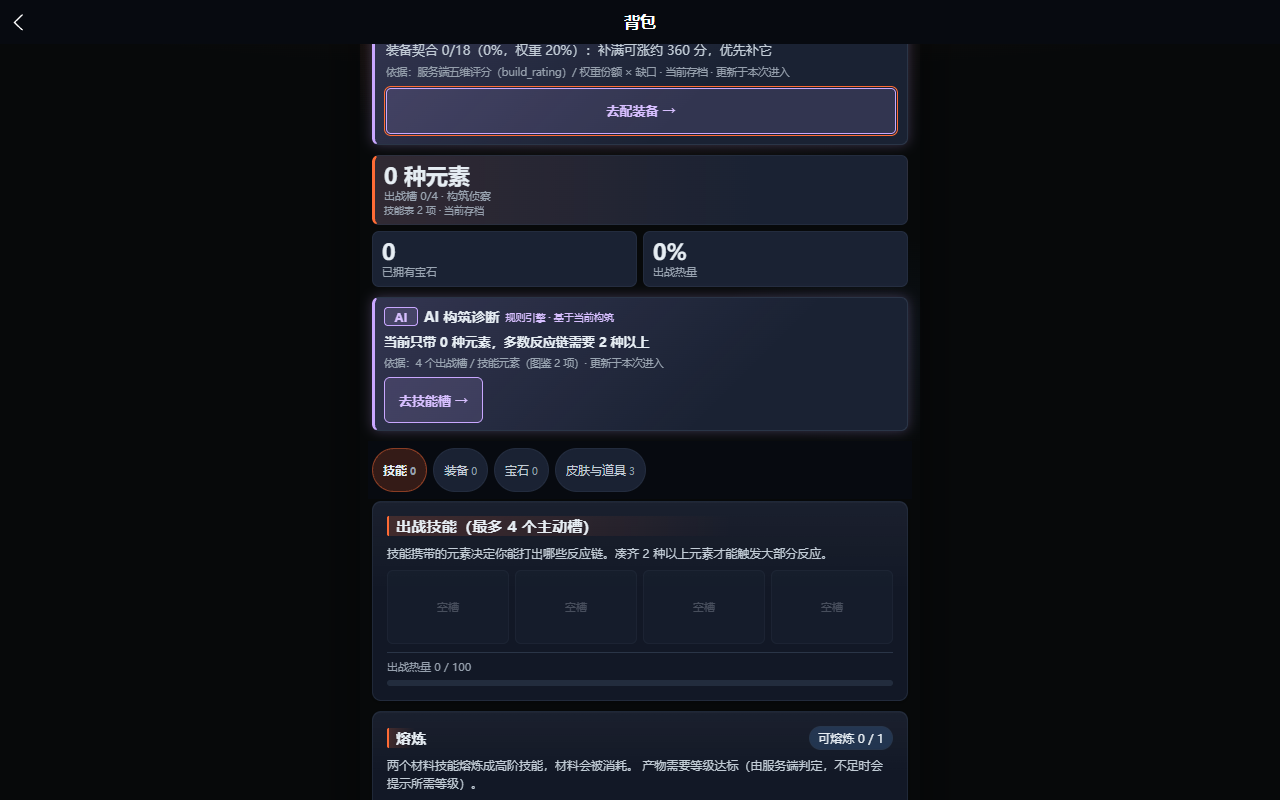 背包
装备契合 0/18（0%，权重 20%）：补满可涨约 360 分，优先补它
依据：服务端五维评分（build_rating）/ 权重份额 × 缺口 · 当前存档 · 更新于本次进入
去配装备 →
0 种元素
出战槽 0/4 · 构筑侦察
技能表 2 项 · 当前存档
0
已拥有宝石
0%
出战热量
AI AI 构筑诊断 规则引擎 · 基于当前构筑
当前只带 0 种元素，多数反应链需要 2 种以上
依据：4 个出战槽 / 技能元素（图鉴 2 项）· 更新于本次进入
去技能槽 →
技能 0 装备 0 宝石 0 皮肤与道具 3
出战技能（最多 4 个主动槽）
技能携带的元素决定你能打出哪些反应链。凑齐 2 种以上元素才能触发大部分反应。
空槽 空槽 空槽 空槽
出战热量 0 / 100
熔炼 可熔炼 0 / 1
两个材料技能熔炼成高阶技能，材料会被消耗。 产物需要等级达标（由服务端判定，不足时会
提示所需等级）。